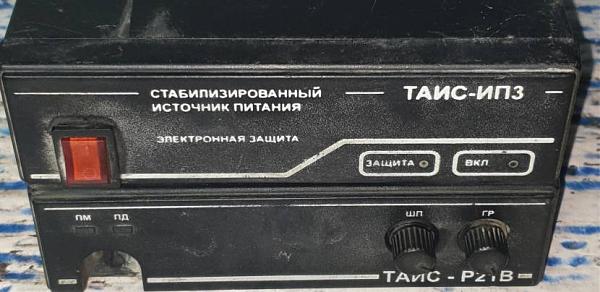 СТАБИЛИЗИРОВАННЫЙ
ИСТОЧНИК ПИТАНИЯ
ТАИС-ИП3
ЭЛЕКТРОННАЯ ЗАЩИТА
ЗАЩИТА
ВКЛ
ПМ
ПД
ШП
ГР
ТАИС - Р21В